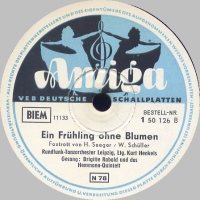 Amiga
VEB DEUTSCHE SCHALLPLATTEN
BIEM
11133
BESTELL-NR.
1 50 126 B
Ein Frühling ohne Blumen
Foxtrott von H. Seeger / W. Schüller
Rundfunk-Tanzorchester Leipzig, Ltg. Kurt Henkels
Gesang: Brigitte Rabald und das
Hemmann-Quintett
N 78